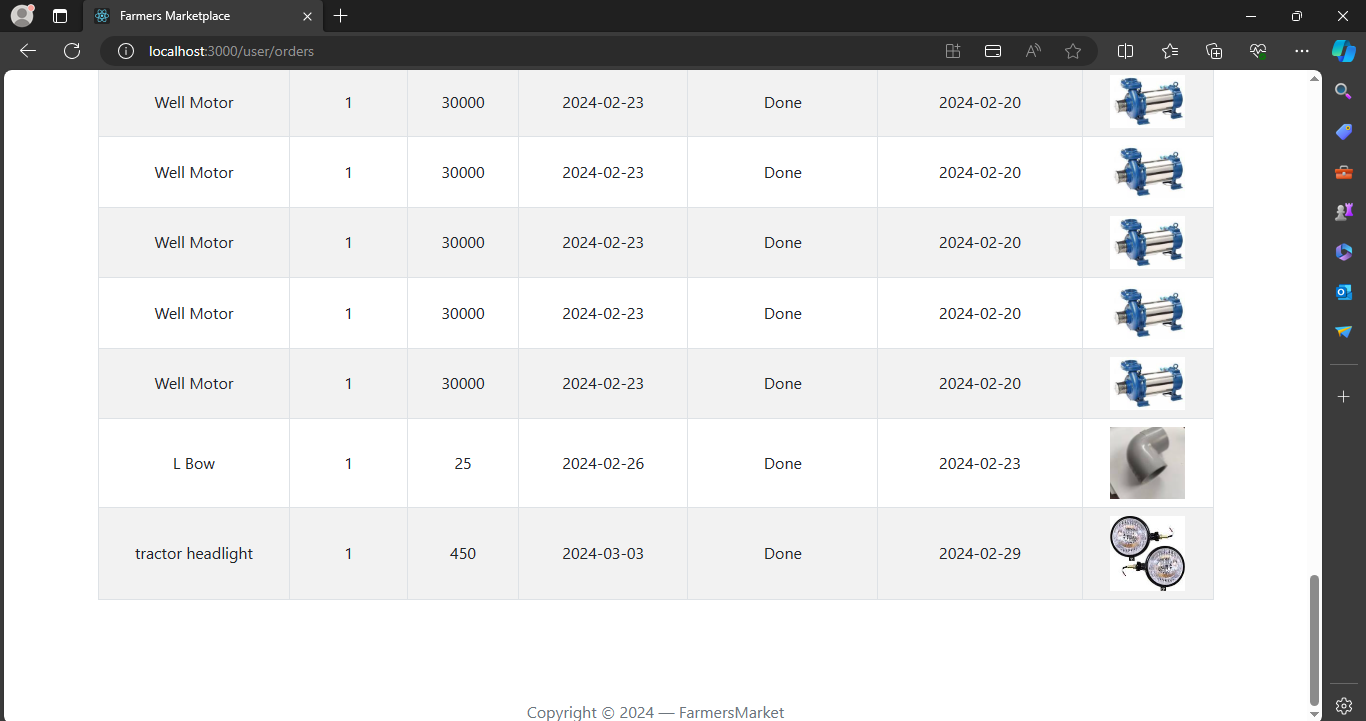 Farmers Marketplace
localhost:3000/user/orders
Well Motor 1 30000 2024-02-23 Done 2024-02-20
Well Motor 1 30000 2024-02-23 Done 2024-02-20
Well Motor 1 30000 2024-02-23 Done 2024-02-20
Well Motor 1 30000 2024-02-23 Done 2024-02-20
Well Motor 1 30000 2024-02-23 Done 2024-02-20
L Bow 1 25 2024-02-26 Done 2024-02-23
tractor headlight 1 450 2024-03-03 Done 2024-02-29
Copyright © 2024 — FarmersMarket